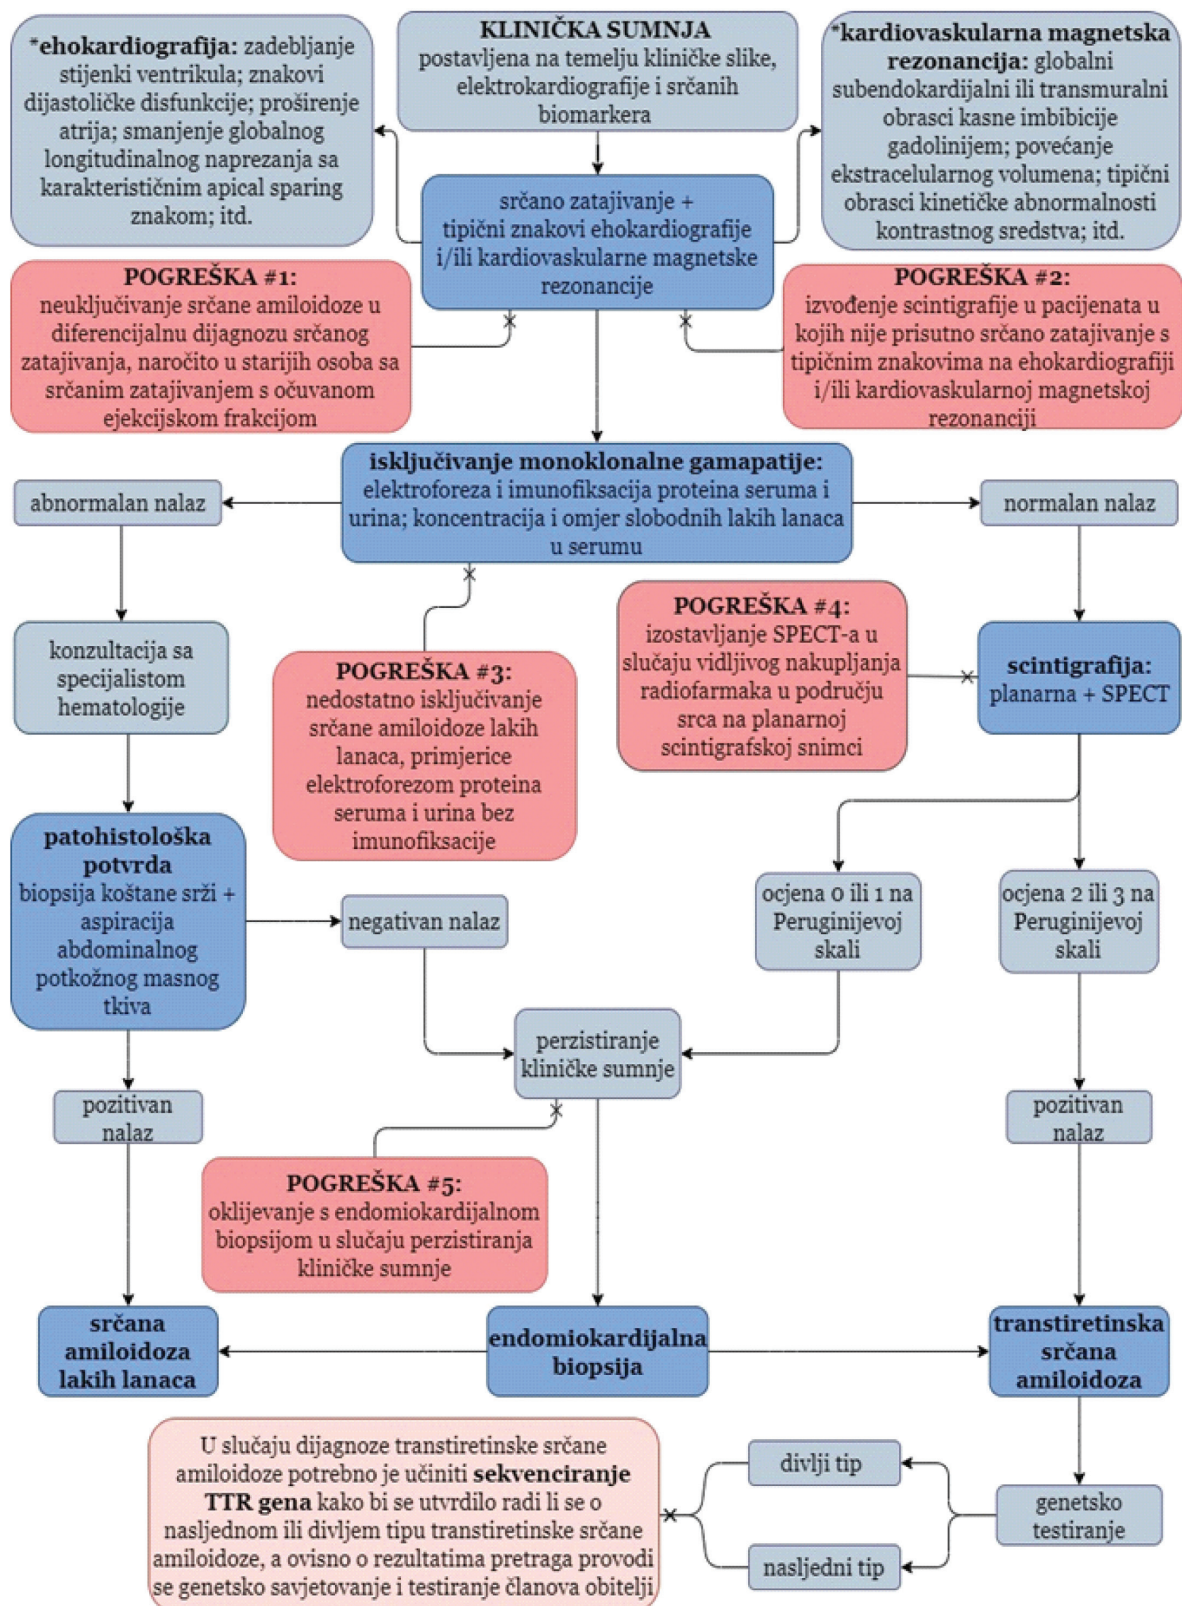 *ehokardiografija: zadebljanje
stijenki ventrikula; znakovi
dijastoličke disfunkcije; proširenje
atrija; smanjenje globalnog
longitudinalnog naprezanja sa
karakterističnim apical sparing
znakom; itd.
KLINIČKA SUMNJA
postavljena na temelju kliničke slike,
elektrokardiografije i srčanih
biomarkera
*kardiovaskularna magnetska
rezonancija: globalni
subendokardijalni ili transmuralni
obrasci kasne imbibicije
gadolinijem; povećanje
ekstracelularnog volumena; tipični
obrasci kinetičke abnormalnosti
kontrastnog sredstva; itd.
srčano zatajivanje +
tipični znakovi ehokardiografije
i/ili kardiovaskularne magnetske
rezonancije
POGREŠKA #1:
neuključivanje srčane amiloidoze u
diferencijalnu dijagnozu srčanog
zatajivanja, naročito u starijih osoba sa
srčanim zatajivanjem s očuvanom
ejekcijskom frakcijom
POGREŠKA #2:
izvođenje scintigrafije u pacijenata u
kojih nije prisutno srčano zatajivanje s
tipičnim znakovima na ehokardiografiji
i/ili kardiovaskularnoj magnetskoj
rezonanciji
isključivanje monoklonalne gamapatije:
elektroforeza i imunofiksacija proteina seruma i
urina; koncentracija i omjer slobodnih lakih lanaca
u serumu
abnormalan nalaz
normalan nalaz
konzultacija sa
specijalistom
hematologije
POGREŠKA #3:
nedostatno isključivanje
srčane amiloidoze lakih
lanaca, primjerice
elektroforezom proteina
seruma i urina bez
imunofiksacije
POGREŠKA #4:
izostavljanje SPECT-a u
slučaju vidljivog nakupljanja
radiofarmaka u području
srca na planarnoj
scintigrafskoj snimci
scintigrafija:
planarna + SPECT
patohistološka
potvrda
biopsija koštane srži +
aspiracija
abdominalnog
potkožnog masnog
tkiva
negativan nalaz
ocjena 0 ili 1 na
Peruginijevoj
skali
ocjena 2 ili 3 na
Peruginijevoj
skali
perzistiranje
kliničke sumnje
pozitivan
nalaz
pozitivan
nalaz
POGREŠKA #5:
oklijevanje s endomiokardijalnom
biopsijom u slučaju perzistiranja
kliničke sumnje
srčana
amiloidoza
lakih lanaca
endomiokardijalna
biopsija
transtiretinska
srčana
amiloidoza
U slučaju dijagnoze transtiretinske srčane
amiloidoze potrebno je učiniti sekvenciranje
TTR gena kako bi se utvrdilo radi li se o
nasljednom ili divljem tipu transtiretinske srčane
amiloidoze, a ovisno o rezultatima pretraga provodi
se genetsko savjetovanje i testiranje članova obitelji
divlji tip
nasljedni tip
genetsko
testiranje